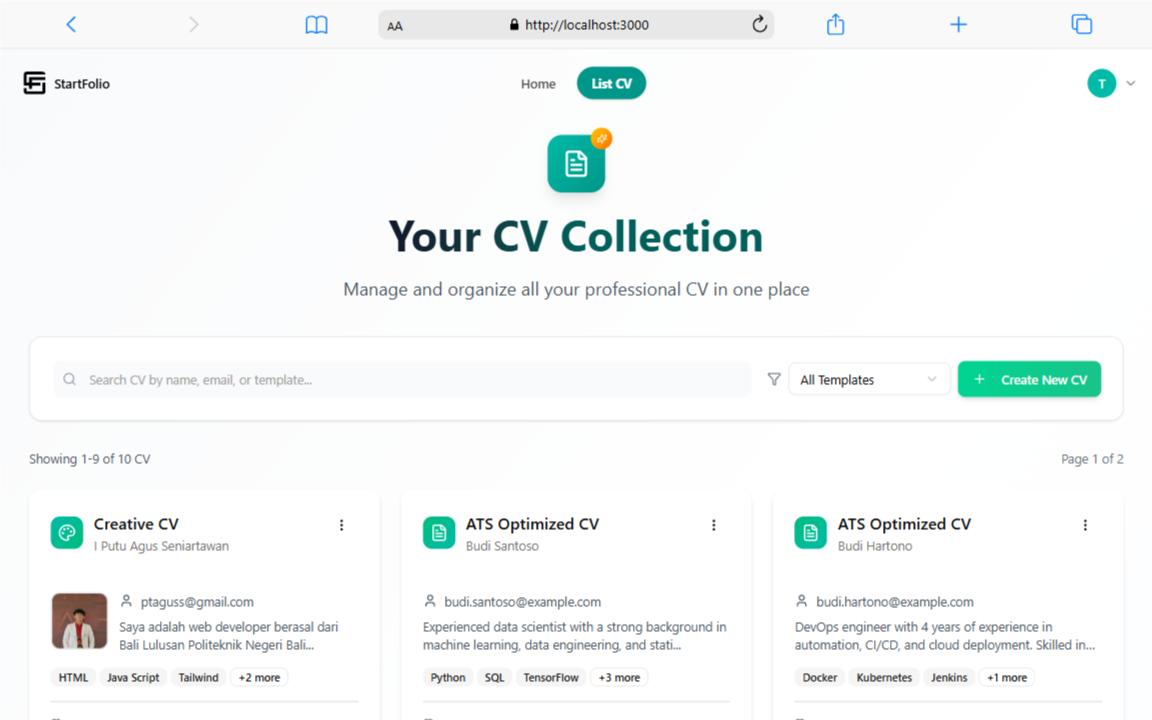 AA
http://localhost:3000
StartFolio
Home
List CV
T
Your CV Collection
Manage and organize all your professional CV in one place
Search CV by name, email, or template...
All Templates
+ Create New CV
Showing 1-9 of 10 CV
Page 1 of 2
Creative CV
I Putu Agus Seniartawan
ptaguss@gmail.com
Saya adalah web developer berasal dari
Bali Lulusan Politeknik Negeri Bali...
HTML Java Script Tailwind +2 more
ATS Optimized CV
Budi Santoso
budi.santoso@example.com
Experienced data scientist with a strong background in
machine learning, data engineering, and stati...
Python SQL TensorFlow +3 more
ATS Optimized CV
Budi Hartono
budi.hartono@example.com
DevOps engineer with 4 years of experience in
automation, CI/CD, and cloud deployment. Skilled in...
Docker Kubernetes Jenkins +1 more